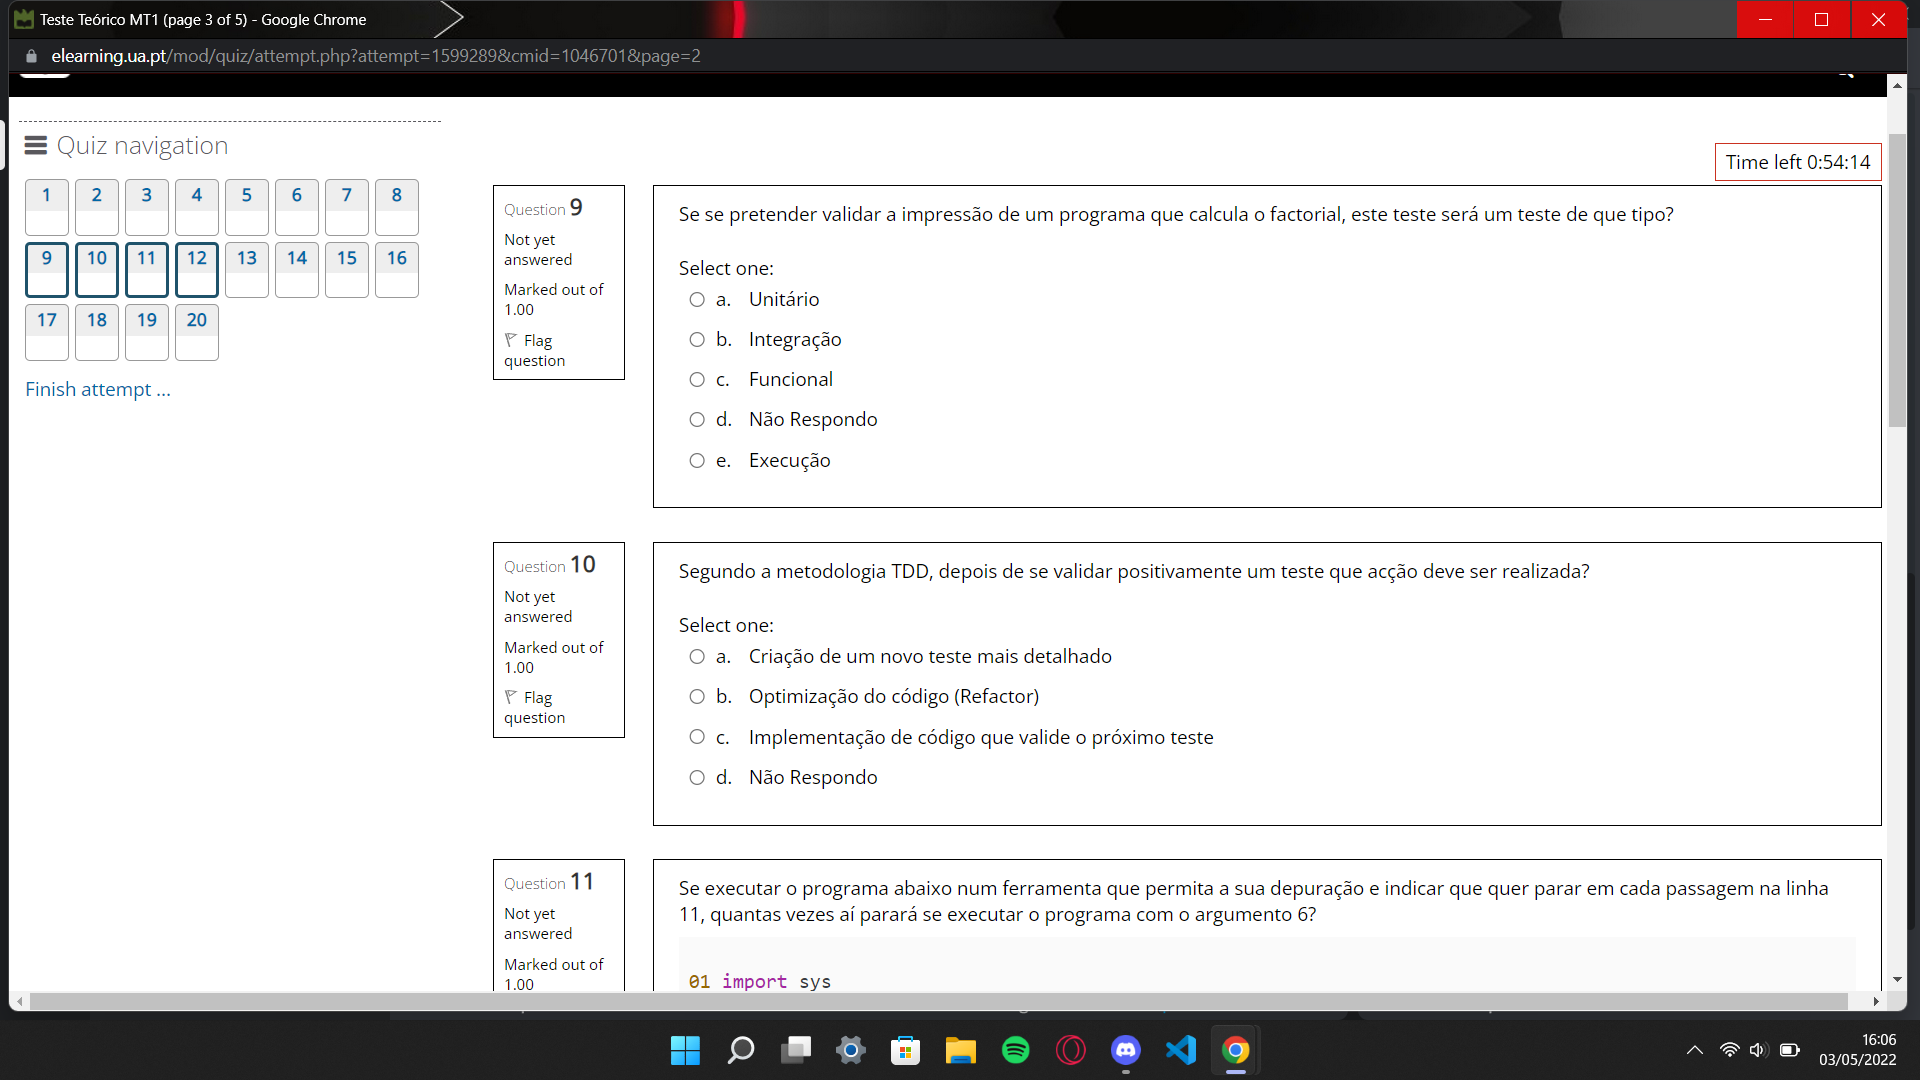 Teste Teórico MT1 (page 3 of 5) - Google Chrome
elearning.ua.pt/mod/quiz/attempt.php?attempt=1599289&cmid=1046701&page=2
Quiz navigation
1 2 3 4 5 6 7 8
9 10 11 12 13 14 15 16
17 18 19 20
Finish attempt ...
Time left 0:54:14
Question 9
Not yet
answered
Marked out of
1.00
Flag
question
Se se pretender validar a impressão de um programa que calcula o factorial, este teste será um teste de que tipo?
Select one:
a. Unitário
b. Integração
c. Funcional
d. Não Respondo
e. Execução
Question 10
Not yet
answered
Marked out of
1.00
Flag
question
Segundo a metodologia TDD, depois de se validar positivamente um teste que acção deve ser realizada?
Select one:
a. Criação de um novo teste mais detalhado
b. Optimização do código (Refactor)
c. Implementação de código que valide o próximo teste
d. Não Respondo
Question 11
Not yet
answered
Marked out of
1.00
Se executar o programa abaixo num ferramenta que permita a sua depuração e indicar que quer parar em cada passagem na linha
11, quantas vezes aí parará se executar o programa com o argumento 6?
01 import sys
16:06
03/05/2022